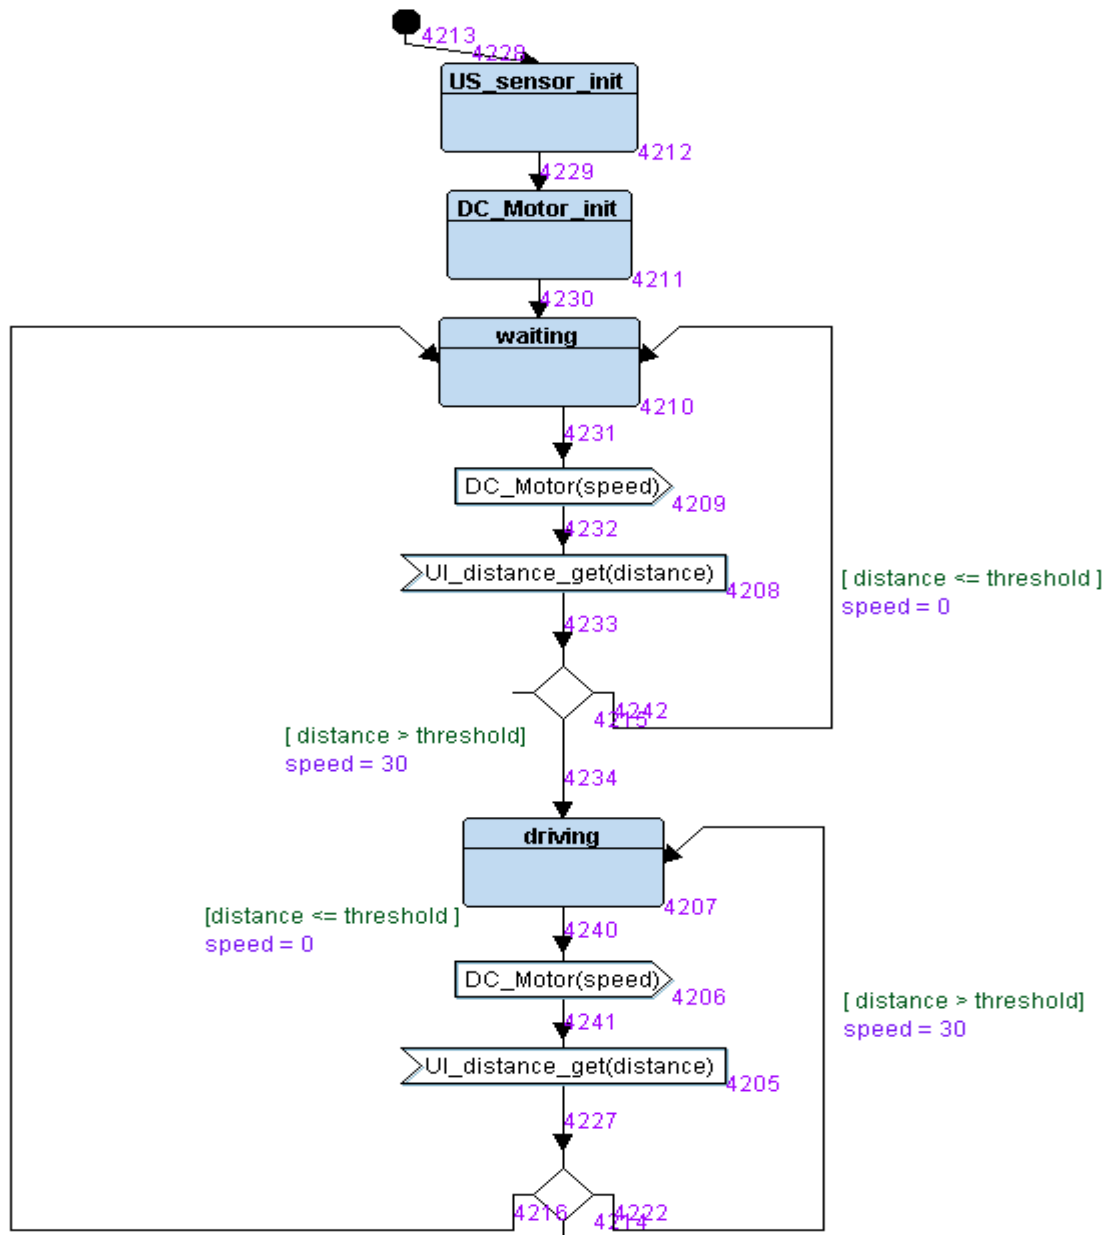 4213
4228
US_sensor_init
4212
4229
DC_Motor_init
4211
4230
waiting
4210
4231
DC_Motor(speed)
4209
4232
UI_distance_get(distance)
4208
[ distance <= threshold ]
speed = 0
4233
4242
4215
[ distance > threshold]
speed = 30
4234
driving
4207
[distance <= threshold ]
speed = 0
4240
DC_Motor(speed)
4206
[ distance > threshold]
speed = 30
4241
UI_distance_get(distance)
4205
4227
4216
4222
4214